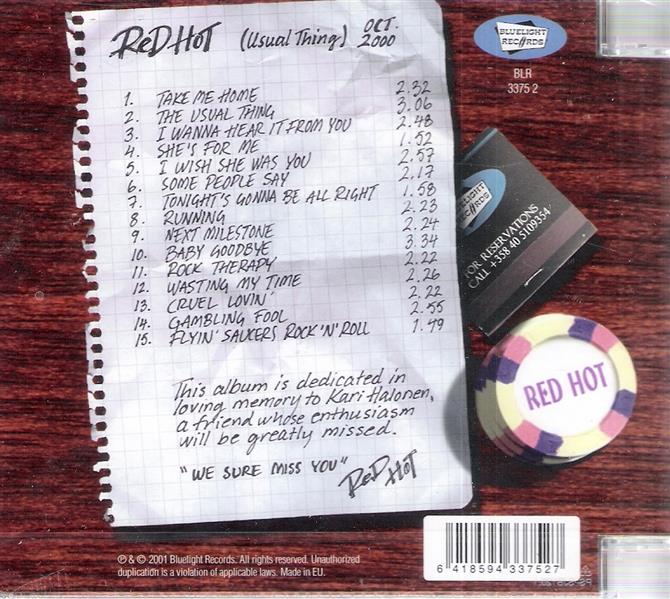 ReD HoT (Usual Thing) OCT. 2000
1. TAKE ME HOME 2.32
2. THE USUAL THING 3.06
3. I WANNA HEAR IT FROM YOU 2.48
4. SHE'S FOR ME 1.52
5. I WISH SHE WAS YOU 2.57
6. SOME PEOPLE SAY 2.17
7. TONIGHT'S GONNA BE ALL RIGHT 1.58
8. RUNNING 2.23
9. NEXT MILESTONE 2.24
10. BABY GOODBYE 3.34
11. ROCK THERAPY 2.22
12. WASTING MY TIME 2.26
13. CRUEL LOVIN' 2.22
14. GAMBLING FOOL 2.55
15. FLYIN' SAUCERS ROCK'N'ROLL 1.49
This album is dedicated in
loving memory to Kari Halonen,
a friend whose enthusiasm
will be greatly missed.
"WE SURE MISS YOU"
ReD HoT
BLUELIGHT
RECORDS
BLR
3375 2
BLUELIGHT
RECORDS
FOR RESERVATIONS
CALL +358 40 5109354
RED HOT
℗ & © 2001 Bluelight Records. All rights reserved. Unauthorized
duplication is a violation of applicable laws. Made in EU.
6 418594 337527